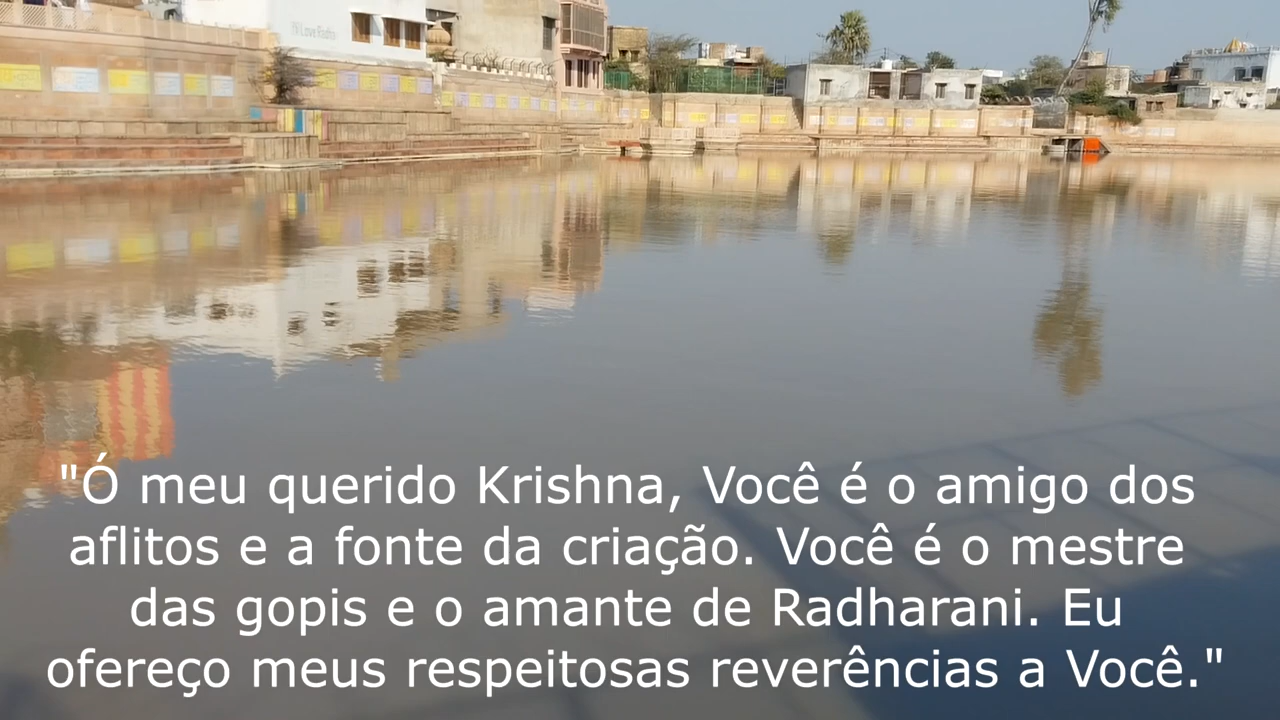 "Ó meu querido Krishna, Você é o amigo dos
aflitos e a fonte da criação. Você é o mestre
das gopis e o amante de Radharani. Eu
ofereço meus respeitosas reverências a Você."